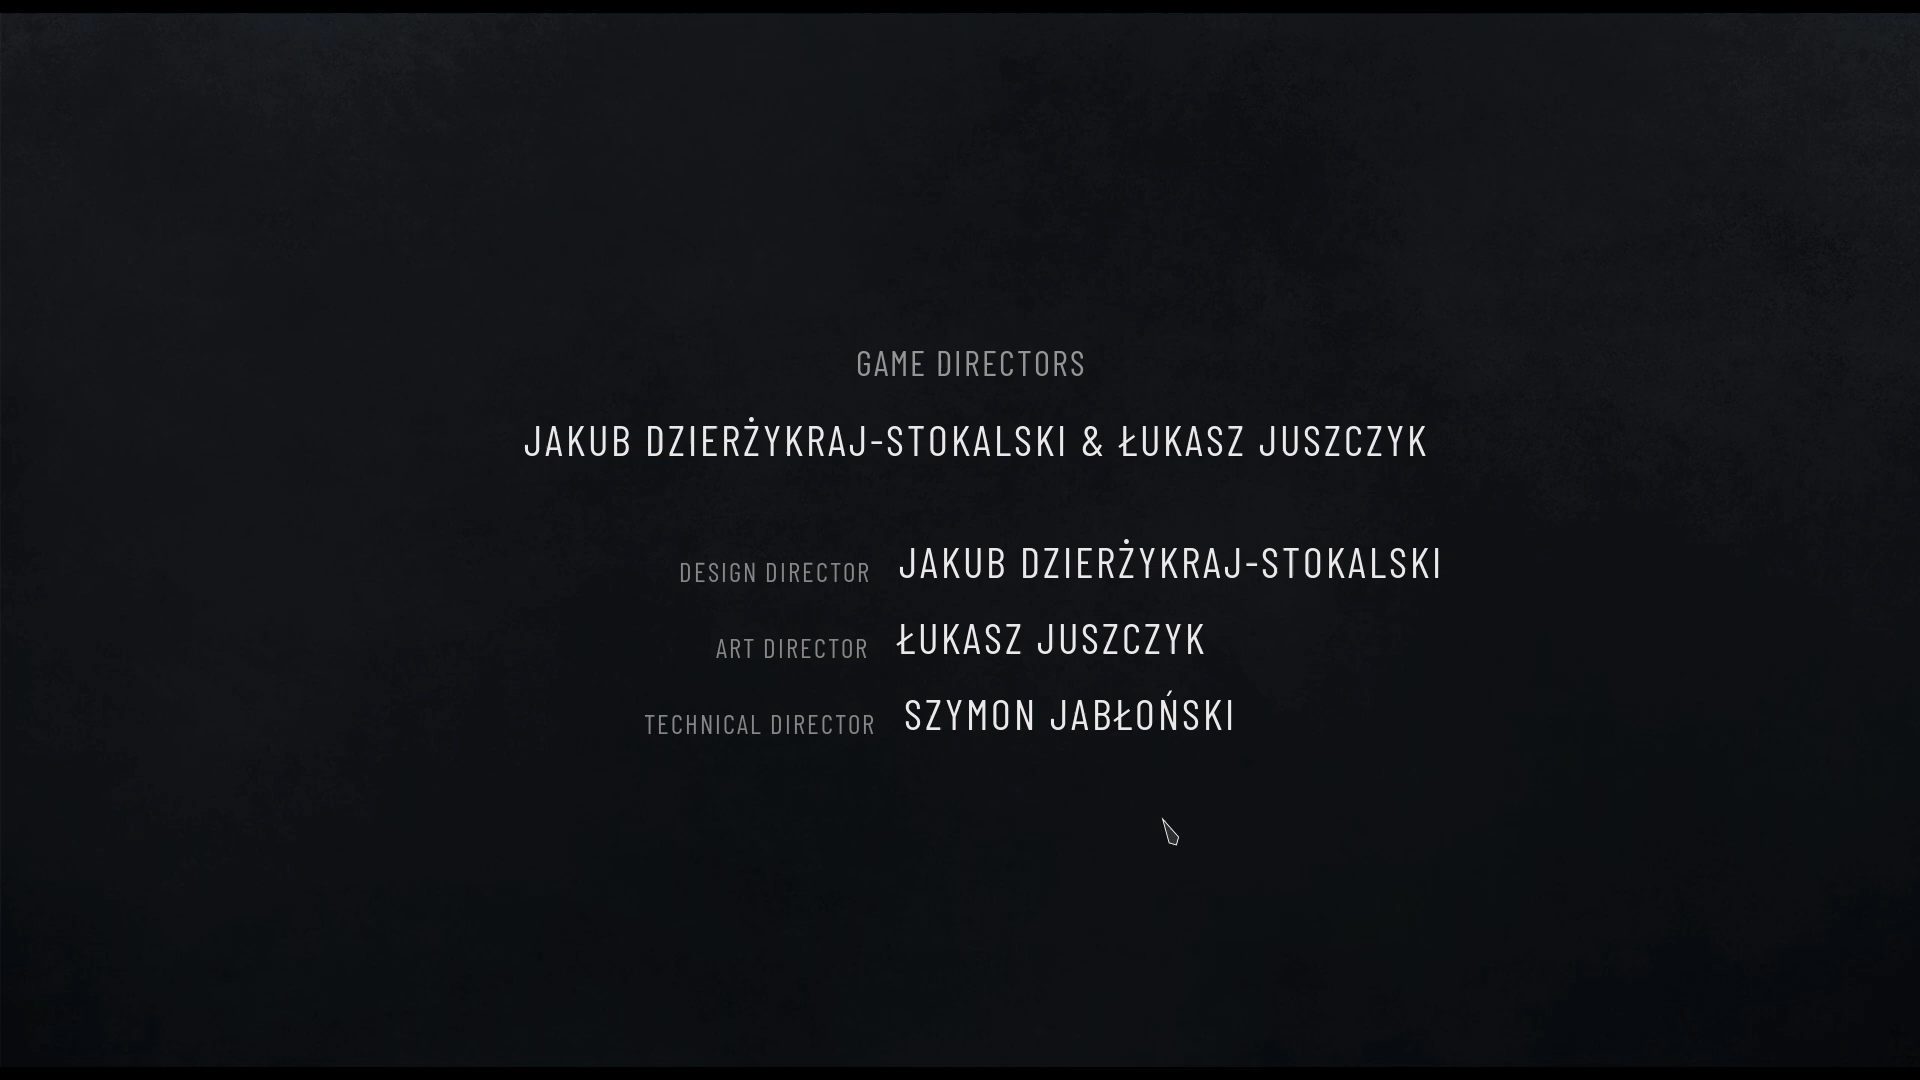 GAME DIRECTORS
JAKUB DZIERŻYKRAJ-STOKALSKI & ŁUKASZ JUSZCZYK
DESIGN DIRECTOR JAKUB DZIERŻYKRAJ-STOKALSKI
ART DIRECTOR ŁUKASZ JUSZCZYK
TECHNICAL DIRECTOR SZYMON JABŁOŃSKI